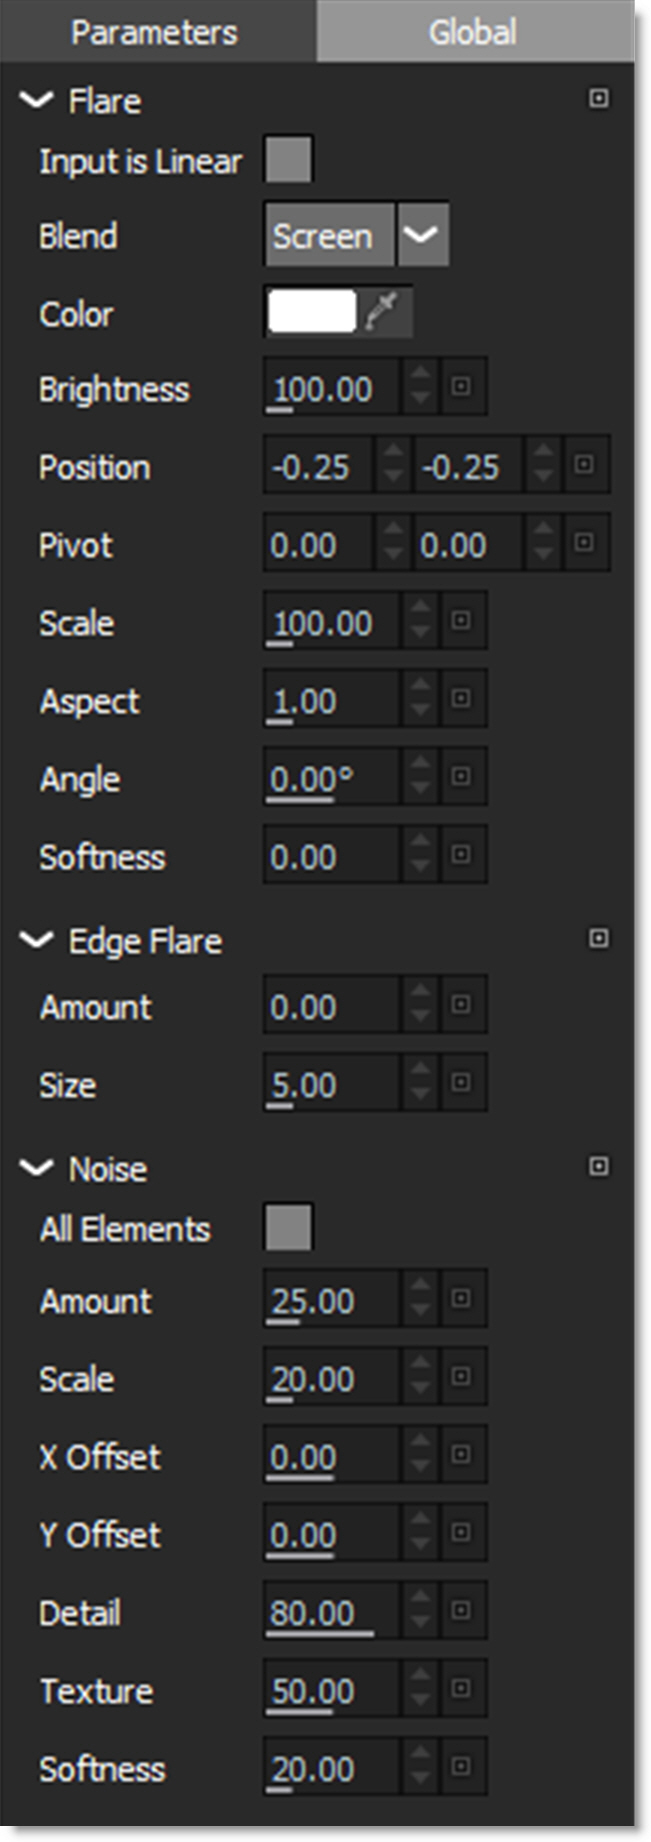 Parameters Global
Flare
Input is Linear
Blend Screen
Color
Brightness 100.00
Position -0.25 -0.25
Pivot 0.00 0.00
Scale 100.00
Aspect 1.00
Angle 0.00°
Softness 0.00
Edge Flare
Amount 0.00
Size 5.00
Noise
All Elements
Amount 25.00
Scale 20.00
X Offset 0.00
Y Offset 0.00
Detail 80.00
Texture 50.00
Softness 20.00